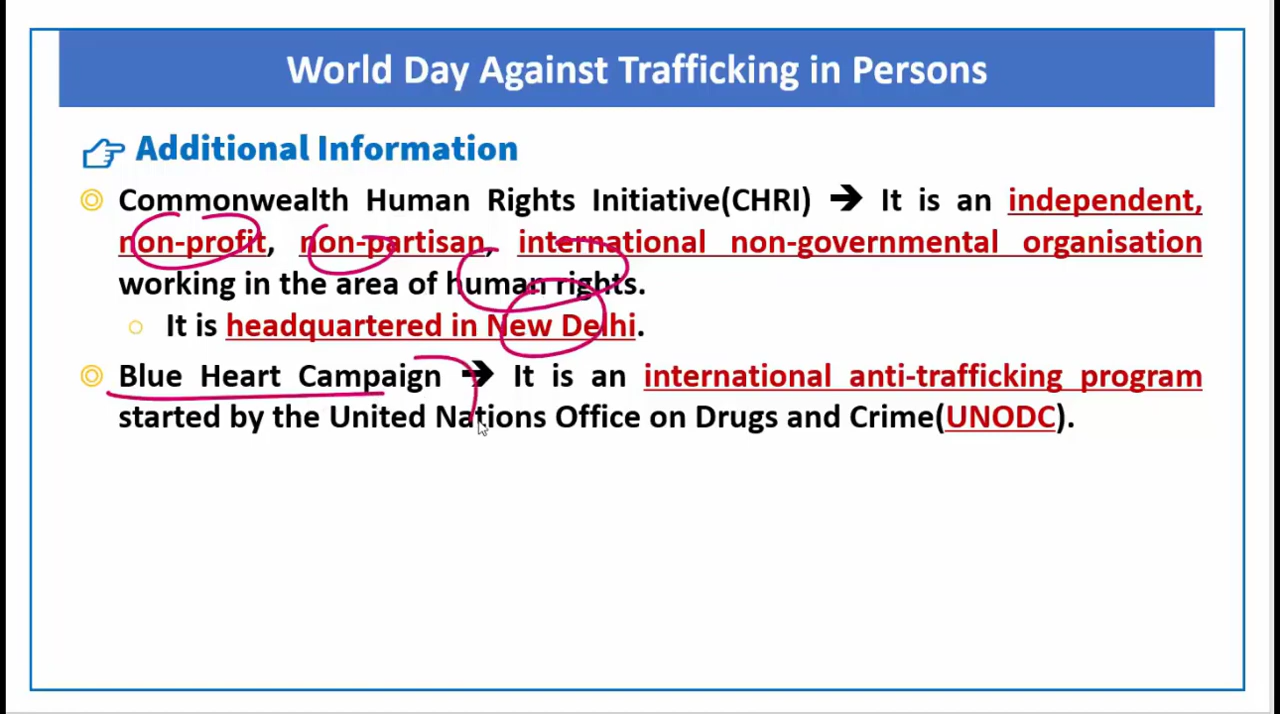 World Day Against Trafficking in Persons
Additional Information
Commonwealth Human Rights Initiative(CHRI) ➔ It is an independent,
non-profit, non-partisan, international non-governmental organisation
working in the area of human rights.
It is headquartered in New Delhi.
Blue Heart Campaign ➔ It is an international anti-trafficking program
started by the United Nations Office on Drugs and Crime(UNODC).